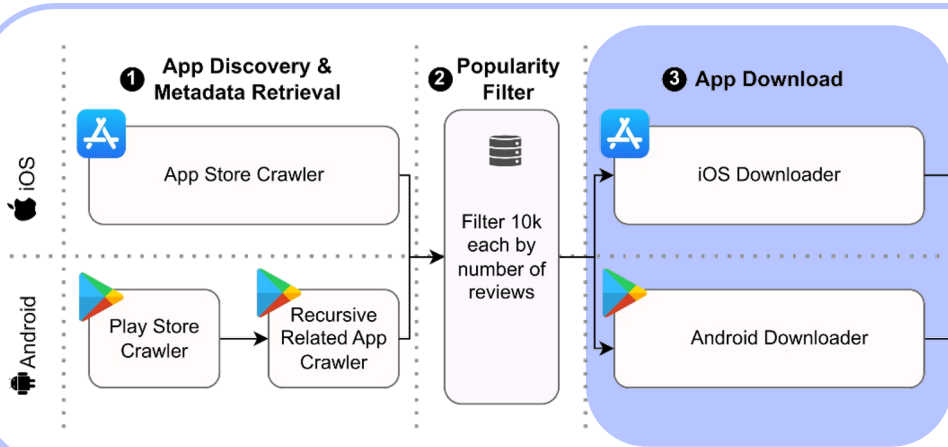 1 App Discovery &
Metadata Retrieval
2 Popularity
Filter
3 App Download
iOS
App Store Crawler
Filter 10k
each by
number of
reviews
iOS Downloader
Android
Play Store
Crawler
Recursive
Related App
Crawler
Android Downloader